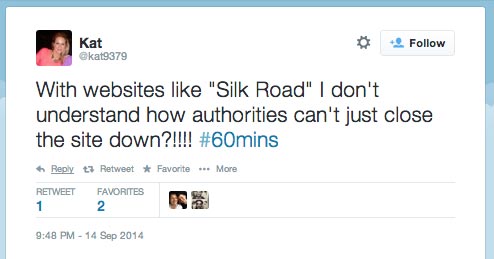 Kat
@kat9379
Follow
With websites like "Silk Road" I don't
understand how authorities can't just close
the site down?!!!! #60mins
Reply Retweet Favorite More
RETWEET FAVORITES
1 2
9:48 PM - 14 Sep 2014